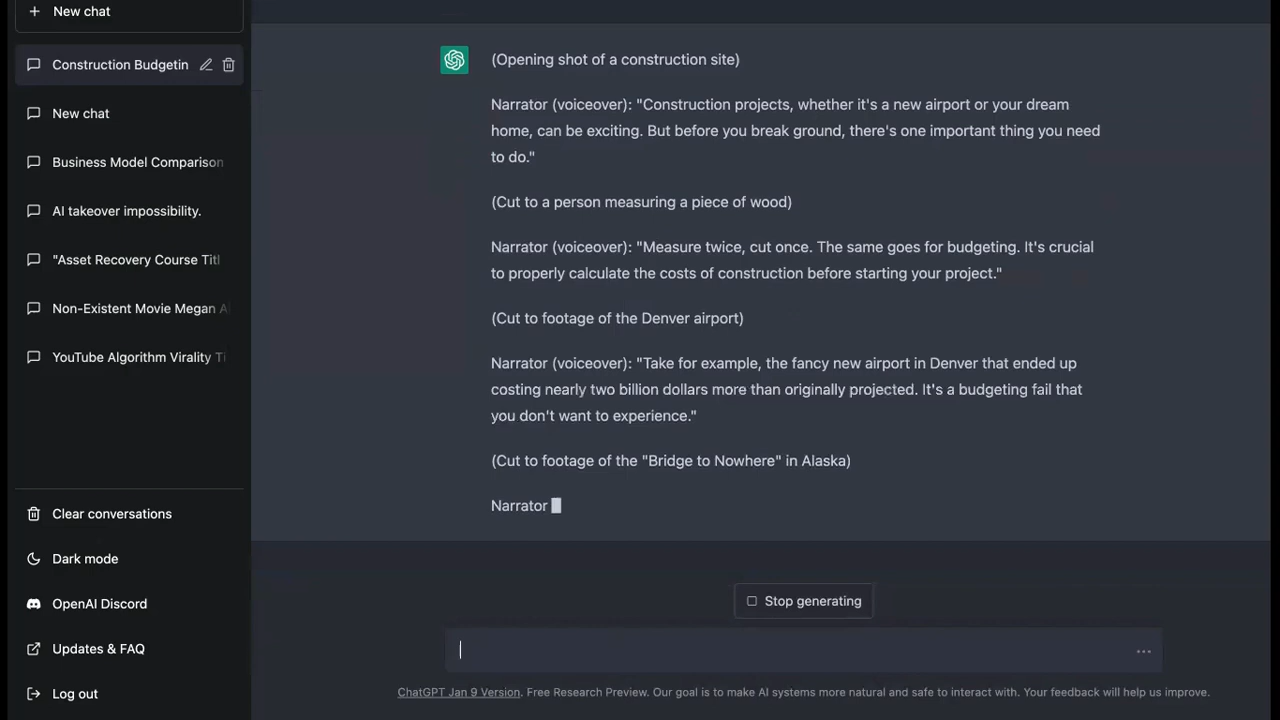 New chat
Construction Budgetin
New chat
Business Model Comparison
AI takeover impossibility.
"Asset Recovery Course Titl
Non-Existent Movie Megan A
YouTube Algorithm Virality Ti
Clear conversations
Dark mode
OpenAI Discord
Updates & FAQ
Log out
(Opening shot of a construction site)
Narrator (voiceover): "Construction projects, whether it's a new airport or your dream
home, can be exciting. But before you break ground, there's one important thing you need
to do."
(Cut to a person measuring a piece of wood)
Narrator (voiceover): "Measure twice, cut once. The same goes for budgeting. It's crucial
to properly calculate the costs of construction before starting your project."
(Cut to footage of the Denver airport)
Narrator (voiceover): "Take for example, the fancy new airport in Denver that ended up
costing nearly two billion dollars more than originally projected. It's a budgeting fail that
you don't want to experience."
(Cut to footage of the "Bridge to Nowhere" in Alaska)
Narrator
Stop generating
ChatGPT Jan 9 Version. Free Research Preview. Our goal is to make AI systems more natural and safe to interact with. Your feedback will help us improve.